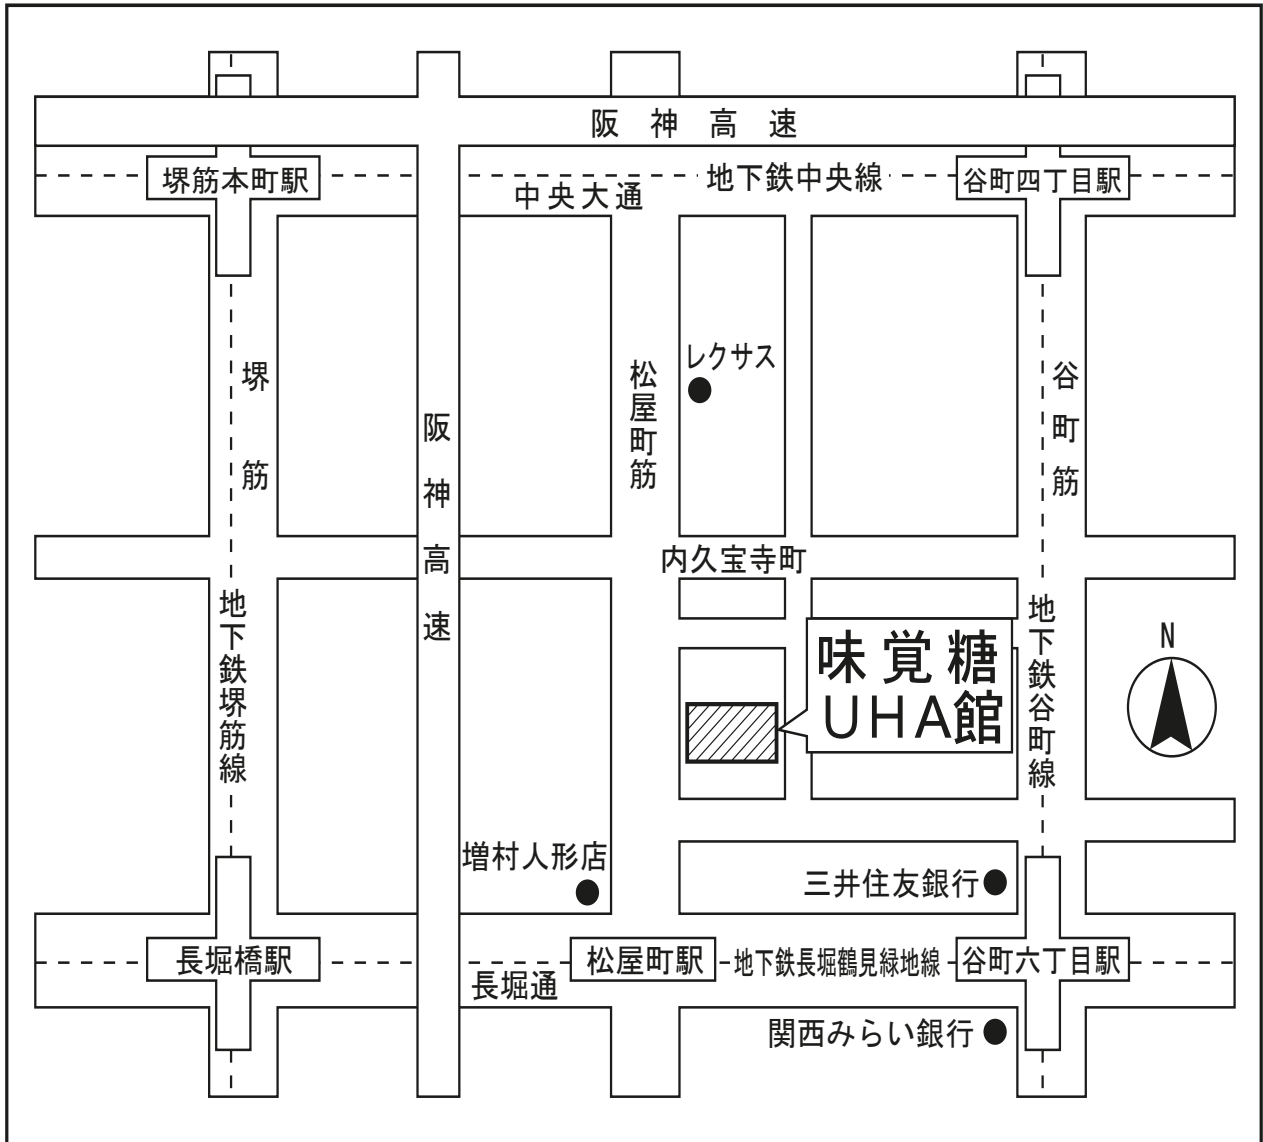 阪神高速
堺筋本町駅
地下鉄中央線
谷町四丁目駅
中央大通
レクサス
堺筋
松屋町筋
谷町筋
阪神高速
内久宝寺町
地下鉄堺筋線
地下鉄谷町線
N
味覚糖
UHA館
増村人形店
三井住友銀行
長堀橋駅
松屋町駅
地下鉄長堀鶴見緑地線
谷町六丁目駅
長堀通
関西みらい銀行